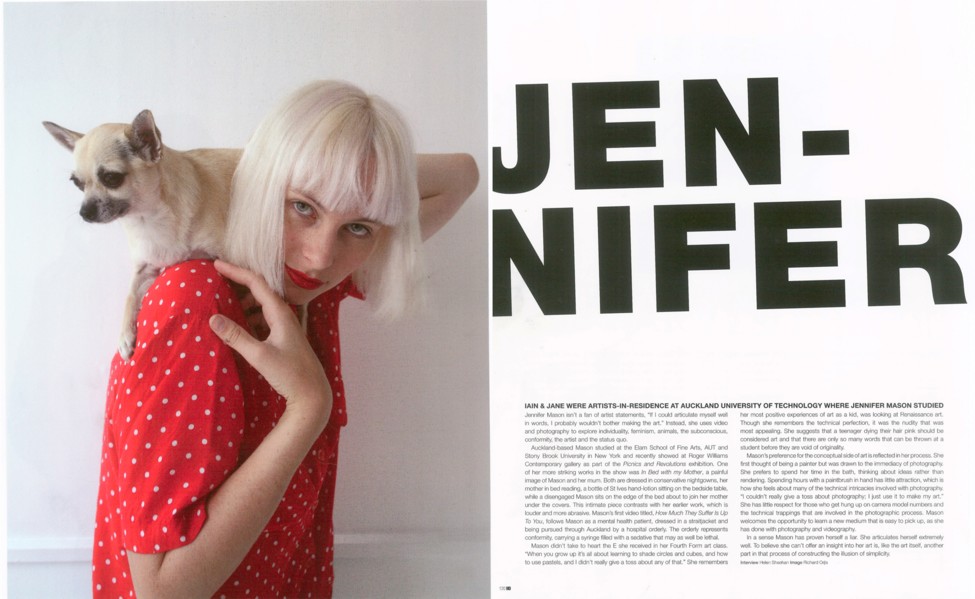 JEN-
NIFER
IAIN & JANE WERE ARTISTS-IN-RESIDENCE AT AUCKLAND UNIVERSITY OF TECHNOLOGY WHERE JENNIFER MASON STUDIED
Jennifer Mason isn't a fan of artist statements, "If I could articulate myself well
in words, I probably wouldn't bother making the art." Instead, she uses video
and photography to explore individuality, feminism, animals, the subconscious,
conformity, the artist and the status quo.
Auckland-based Mason studied at the Elam School of Fine Arts, AUT and
Stony Brook University in New York and recently showed at Roger Williams
Contemporary gallery as part of the Picnics and Revolutions exhibition. One
of her more striking works in the show was In Bed with my Mother, a painful
image of Mason and her mum. Both are dressed in conservative nightgowns, her
mother in bed reading, a bottle of St Ives hand-lotion sitting on the bedside table,
while a disengaged Mason sits on the edge of the bed about to join her mother
under the covers. This intimate piece contrasts with her earlier work, which is
louder and more abrasive. Mason's first video titled, How Much They Suffer Is Up
To You, follows Mason as a mental health patient, dressed in a straitjacket and
being pursued through Auckland by a hospital orderly. The orderly represents
conformity, carrying a syringe filled with a sedative that may as well be lethal.
Mason didn't take to heart the E she received in her Fourth Form art class.
"When you grow up it's all about learning to shade circles and cubes, and how
to use pastels, and I didn't really give a toss about any of that." She remembers
her most positive experiences of art as a kid, was looking at Renaissance art.
Though she remembers the technical perfection, it was the nudity that was
most appealing. She suggests that a teenager dying their hair pink should be
considered art and that there are only so many words that can be thrown at a
student before they are void of originality.
Mason's preference for the conceptual side of art is reflected in her process. She
first thought of being a painter but was drawn to the immediacy of photography.
She prefers to spend her time in the bath, thinking about ideas rather than
rendering. Spending hours with a paintbrush in hand has little attraction, which is
how she feels about many of the technical intricacies involved with photography.
"I couldn't really give a toss about photography; I just use it to make my art."
She has little respect for those who get hung up on camera model numbers and
the technical trappings that are involved in the photographic process. Mason
welcomes the opportunity to learn a new medium that is easy to pick up, as she
has done with photography and videography.
In a sense Mason has proven herself a liar. She articulates herself extremely
well. To believe she can't offer an insight into her art is, like the art itself, another
part in that process of constructing the illusion of simplicity.
Interview Helen Sheehan Image Richard Orjis